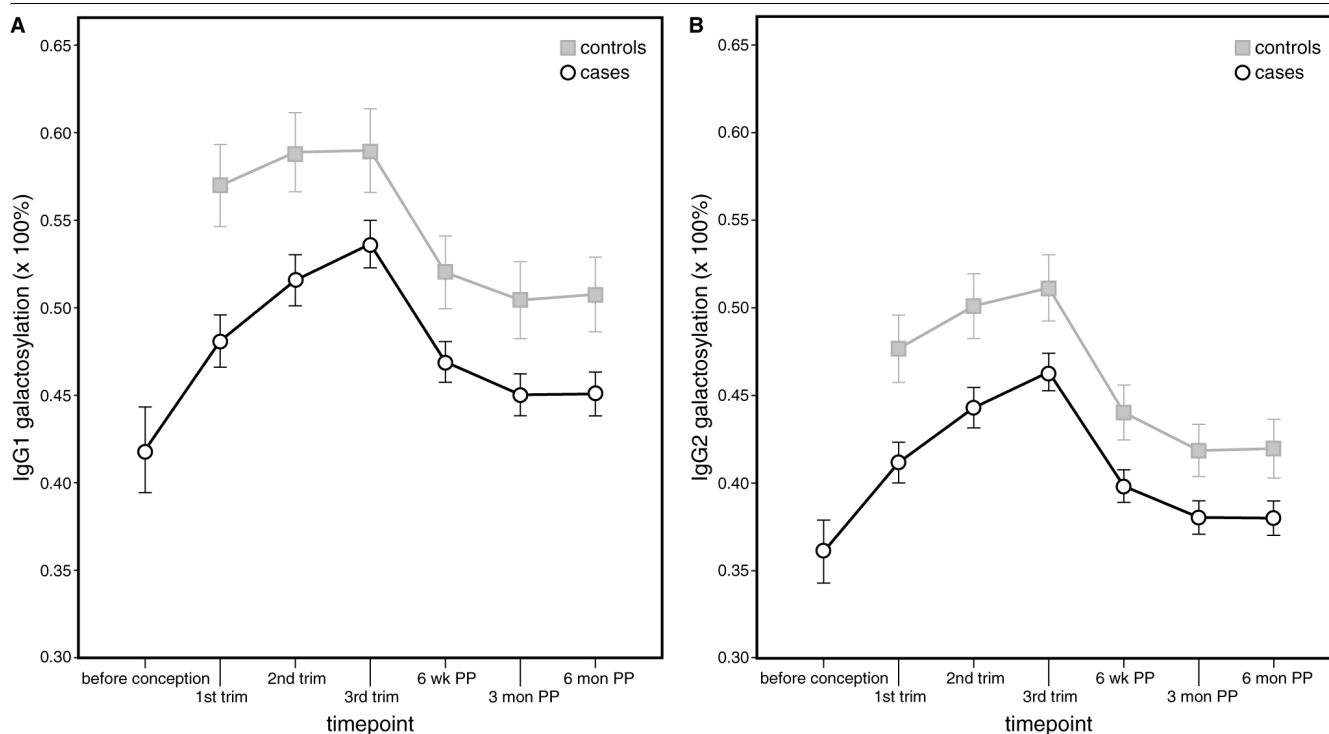 A
0.65
0.60
0.55
0.50
0.45
0.40
0.35
0.30
IgG1 galactosylation (x 100%)
controls
cases
before conception
1st trim
2nd trim
3rd trim
6 wk PP
3 mon PP
6 mon PP
timepoint
B
0.65
0.60
0.55
0.50
0.45
0.40
0.35
0.30
IgG2 galactosylation (x 100%)
controls
cases
before conception
1st trim
2nd trim
3rd trim
6 wk PP
3 mon PP
6 mon PP
timepoint